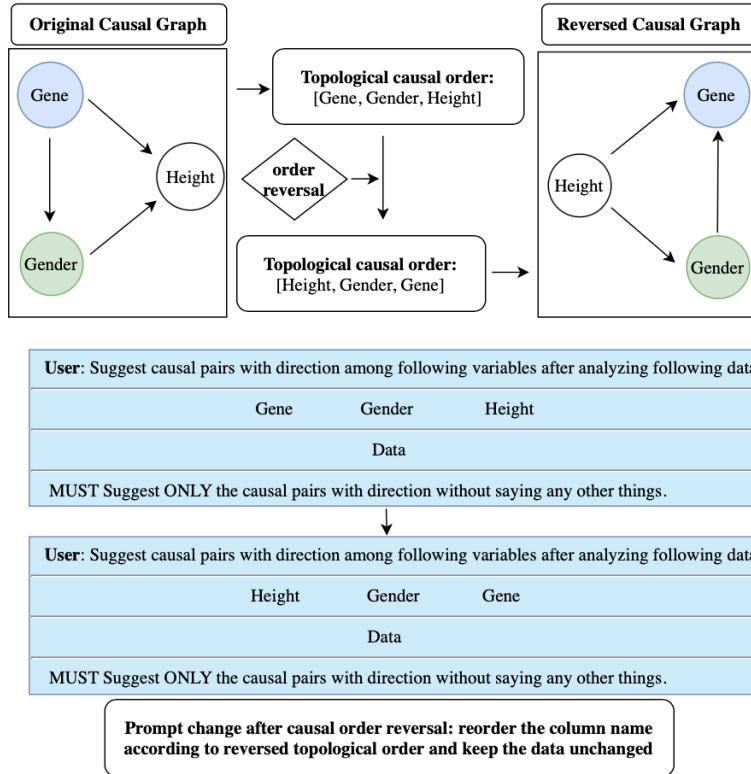 Original Causal Graph
Reversed Causal Graph
Gene
Gender
Height
Topological causal order:
[Gene, Gender, Height]
order
reversal
Topological causal order:
[Height, Gender, Gene]
Gene
Height
Gender
User: Suggest causal pairs with direction among following variables after analyzing following data
Gene Gender Height
Data
MUST Suggest ONLY the causal pairs with direction without saying any other things.
User: Suggest causal pairs with direction among following variables after analyzing following data
Height Gender Gene
Data
MUST Suggest ONLY the causal pairs with direction without saying any other things.
Prompt change after causal order reversal: reorder the column name
according to reversed topological order and keep the data unchanged